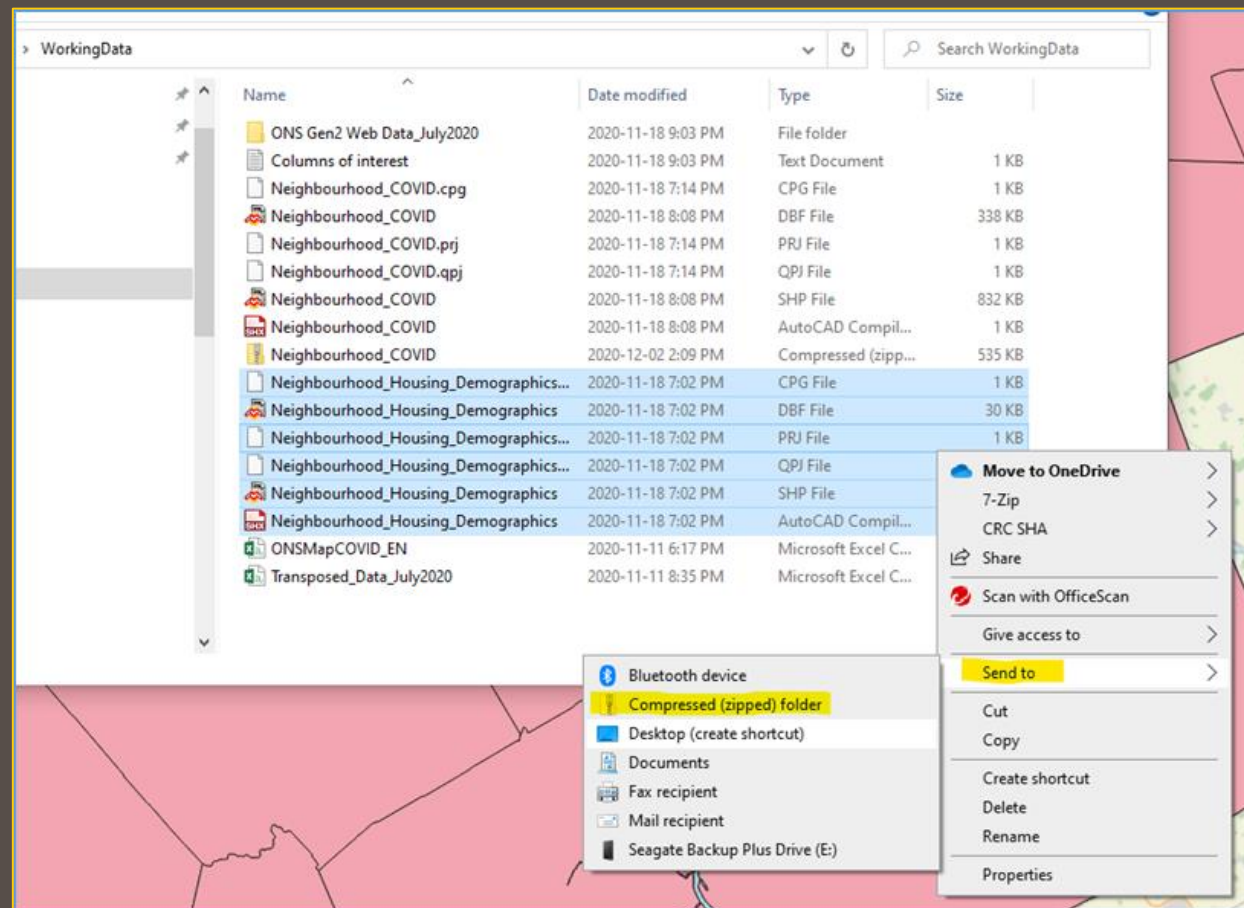 › WorkingData
Search WorkingData
Name Date modified Type Size
ONS Gen2 Web Data_July2020 2020-11-18 9:03 PM File folder
Columns of interest 2020-11-18 9:03 PM Text Document 1 KB
Neighbourhood_COVID.cpg 2020-11-18 7:14 PM CPG File 1 KB
Neighbourhood_COVID 2020-11-18 8:08 PM DBF File 338 KB
Neighbourhood_COVID.prj 2020-11-18 7:14 PM PRJ File 1 KB
Neighbourhood_COVID.qpj 2020-11-18 7:14 PM QPJ File 1 KB
Neighbourhood_COVID 2020-11-18 8:08 PM SHP File 832 KB
SHX Neighbourhood_COVID 2020-11-18 8:08 PM AutoCAD Compil... 1 KB
Neighbourhood_COVID 2020-12-02 2:09 PM Compressed (zipp... 535 KB
Neighbourhood_Housing_Demographics... 2020-11-18 7:02 PM CPG File 1 KB
Neighbourhood_Housing_Demographics 2020-11-18 7:02 PM DBF File 30 KB
Neighbourhood_Housing_Demographics... 2020-11-18 7:02 PM PRJ File 1 KB
Neighbourhood_Housing_Demographics... 2020-11-18 7:02 PM QPJ File
Neighbourhood_Housing_Demographics 2020-11-18 7:02 PM SHP File
SHX Neighbourhood_Housing_Demographics 2020-11-18 7:02 PM AutoCAD Compil...
ONSMapCOVID_EN 2020-11-11 6:17 PM Microsoft Excel C...
Transposed_Data_July2020 2020-11-11 8:35 PM Microsoft Excel C...
Move to OneDrive
7-Zip
CRC SHA
Share
Scan with OfficeScan
Give access to
Send to
Cut
Copy
Create shortcut
Delete
Rename
Properties
Bluetooth device
Compressed (zipped) folder
Desktop (create shortcut)
Documents
Fax recipient
Mail recipient
Seagate Backup Plus Drive (E:)